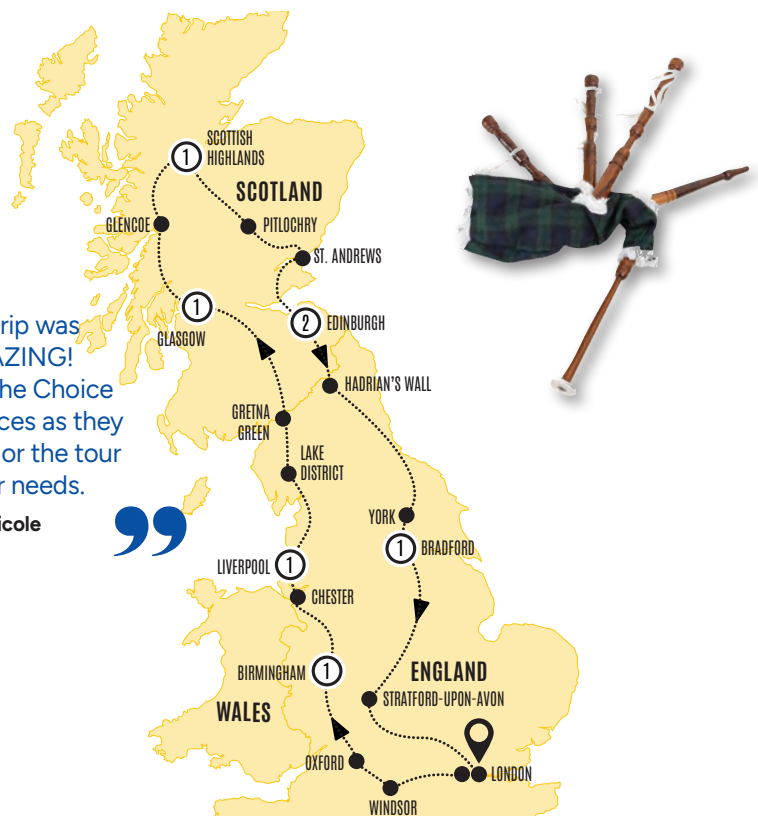 SCOTTISH
HIGHLANDS
1
SCOTLAND
GLENCOE
PITLOCHRY
ST. ANDREWS
1
GLASGOW
2
EDINBURGH
HADRIAN'S WALL
GRETNA
GREEN
LAKE
DISTRICT
YORK
1
BRADFORD
LIVERPOOL
1
CHESTER
BIRMINGHAM
1
ENGLAND
STRATFORD-UPON-AVON
WALES
OXFORD
LONDON
WINDSOR
rip was
AZING!
he Choice
ces as they
or the tour
r needs.
icole
”